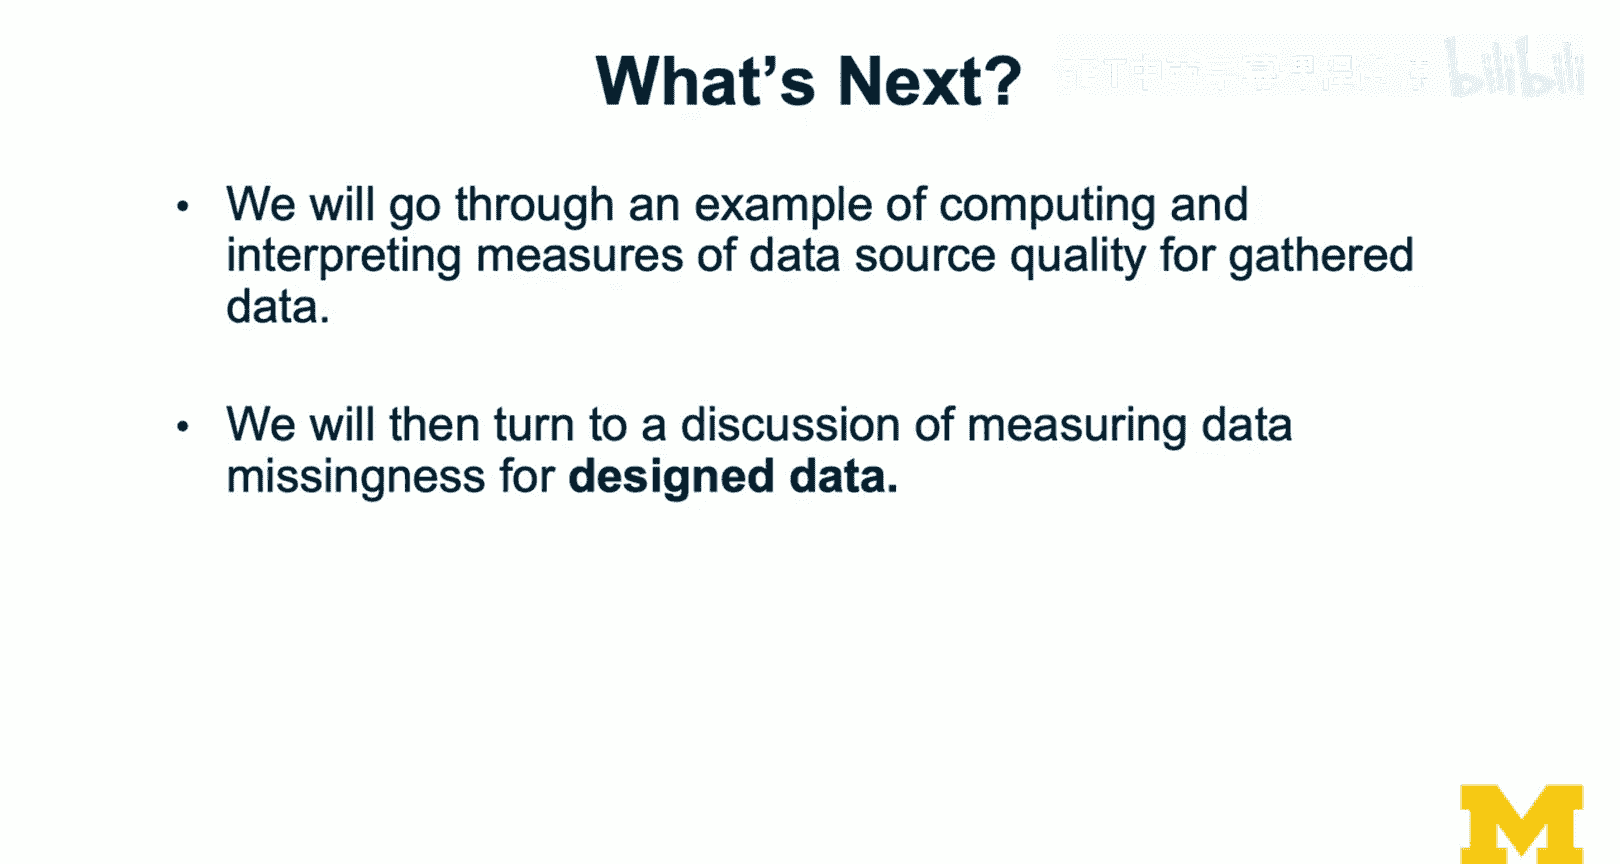 What's Next?
bilibili
• We will go through an example of computing and
interpreting measures of data source quality for gathered
data.
• We will then turn to a discussion of measuring data
missingness for designed data.
M